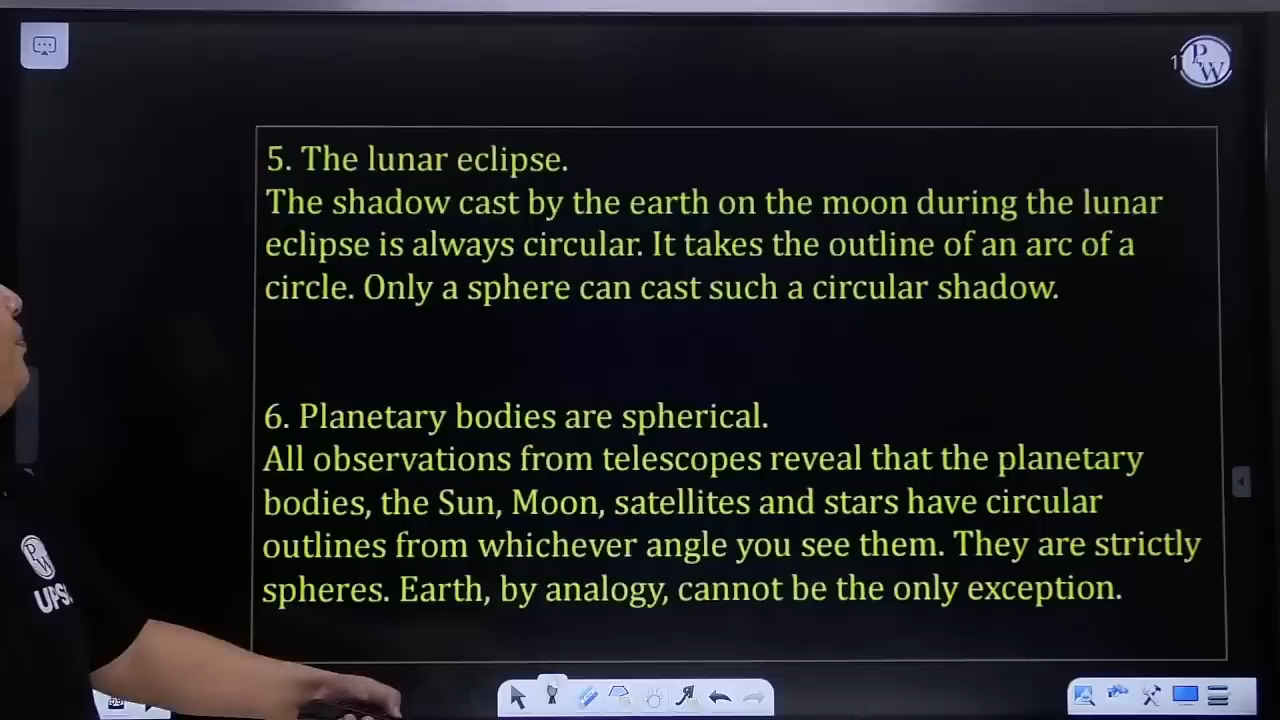 PW
5. The lunar eclipse.
The shadow cast by the earth on the moon during the lunar
eclipse is always circular. It takes the outline of an arc of a
circle. Only a sphere can cast such a circular shadow.
6. Planetary bodies are spherical.
All observations from telescopes reveal that the planetary
bodies, the Sun, Moon, satellites and stars have circular
outlines from whichever angle you see them. They are strictly
spheres. Earth, by analogy, cannot be the only exception.
PW